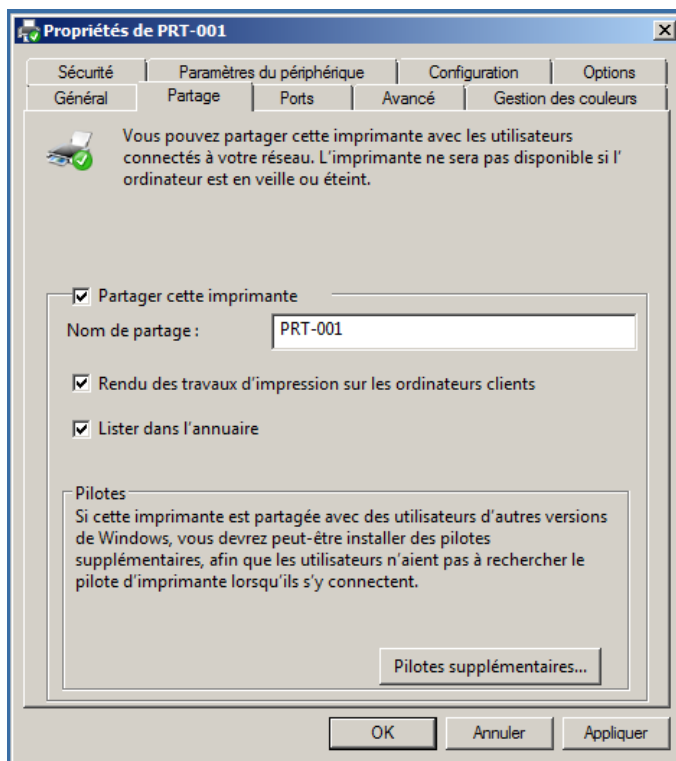 Propriétés de PRT-001
Sécurité
Paramètres du périphérique
Configuration
Options
Général
Partage
Ports
Avancé
Gestion des couleurs
Vous pouvez partager cette imprimante avec les utilisateurs
connectés à votre réseau. L'imprimante ne sera pas disponible si l'
ordinateur est en veille ou éteint.
Partager cette imprimante
Nom de partage :
PRT-001
Rendu des travaux d'impression sur les ordinateurs clients
Lister dans l'annuaire
Pilotes
Si cette imprimante est partagée avec des utilisateurs d'autres versions
de Windows, vous devrez peut-être installer des pilotes
supplémentaires, afin que les utilisateurs n'aient pas à rechercher le
pilote d'imprimante lorsqu'ils s'y connectent.
Pilotes supplémentaires...
OK
Annuler
Appliquer